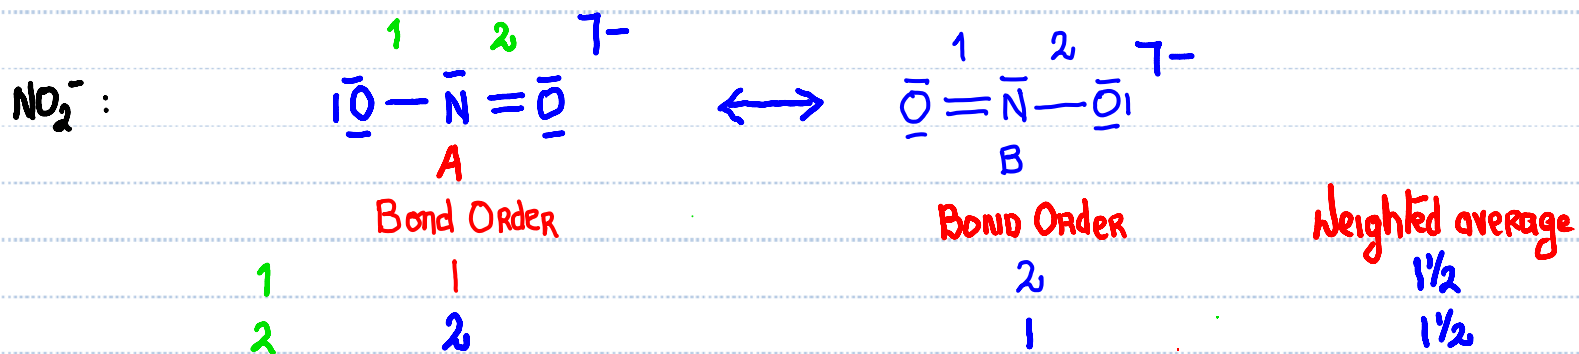 1 2 ⌉− 1 2 ⌉−
NO₂⁻ : |O̲̅ — N̅ = O̲̅ ⟷ O̲̅ = N̅ — O̲̅|
A B
Bond Order Bond Order Weighted average
1 1 2 1½
2 2 1 1½